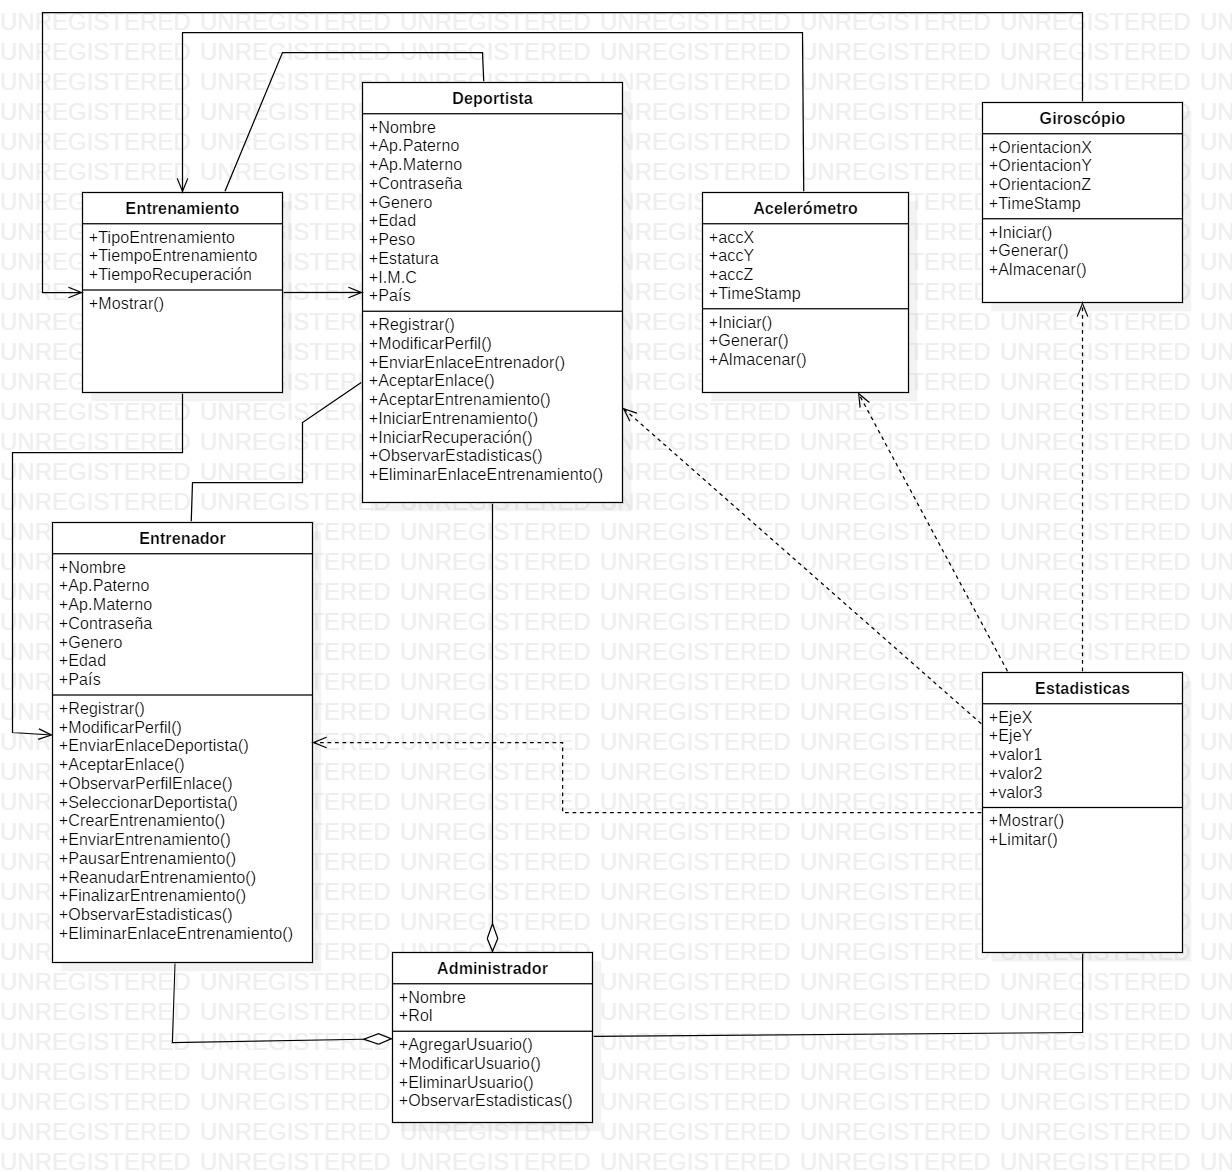 Deportista
+Nombre
+Ap.Paterno
+Ap.Materno
+Contraseña
+Genero
+Edad
+Peso
+Estatura
+I.M.C
+País
+Registrar()
+ModificarPerfil()
+EnviarEnlaceEntrenador()
+AceptarEnlace()
+AceptarEntrenamiento()
+IniciarEntrenamiento()
+IniciarRecuperación()
+ObservarEstadisticas()
+EliminarEnlaceEntrenamiento()
Giroscópio
+OrientacionX
+OrientacionY
+OrientacionZ
+TimeStamp
+Iniciar()
+Generar()
+Almacenar()
Entrenamiento
+TipoEntrenamiento
+TiempoEntrenamiento
+TiempoRecuperación
+Mostrar()
Acelerómetro
+accX
+accY
+accZ
+TimeStamp
+Iniciar()
+Generar()
+Almacenar()
Entrenador
+Nombre
+Ap.Paterno
+Ap.Materno
+Contraseña
+Genero
+Edad
+País
+Registrar()
+ModificarPerfil()
+EnviarEnlaceDeportista()
+AceptarEnlace()
+ObservarPerfilEnlace()
+SeleccionarDeportista()
+CrearEntrenamiento()
+EnviarEntrenamiento()
+PausarEntrenamiento()
+ReanudarEntrenamiento()
+FinalizarEntrenamiento()
+ObservarEstadisticas()
+EliminarEnlaceEntrenamiento()
Estadisticas
+EjeX
+EjeY
+valor1
+valor2
+valor3
+Mostrar()
+Limitar()
Administrador
+Nombre
+Rol
+AgregarUsuario()
+ModificarUsuario()
+EliminarUsuario()
+ObservarEstadisticas()
UNREGISTERED